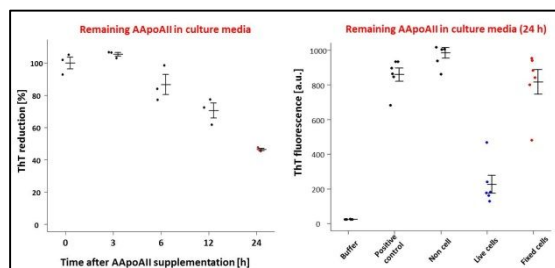 Remaining AApoAII in culture media
ThT reduction [%]
100
80
60
40
20
0
0 3 6 12 24
Time after AApoAII supplementation [h]
Remaining AApoAII in culture media (24 h)
ThT fluorescence [a.u.]
1000
800
600
400
200
0
Buffer
Positive control
Non cell
Live cells
Fixed cells